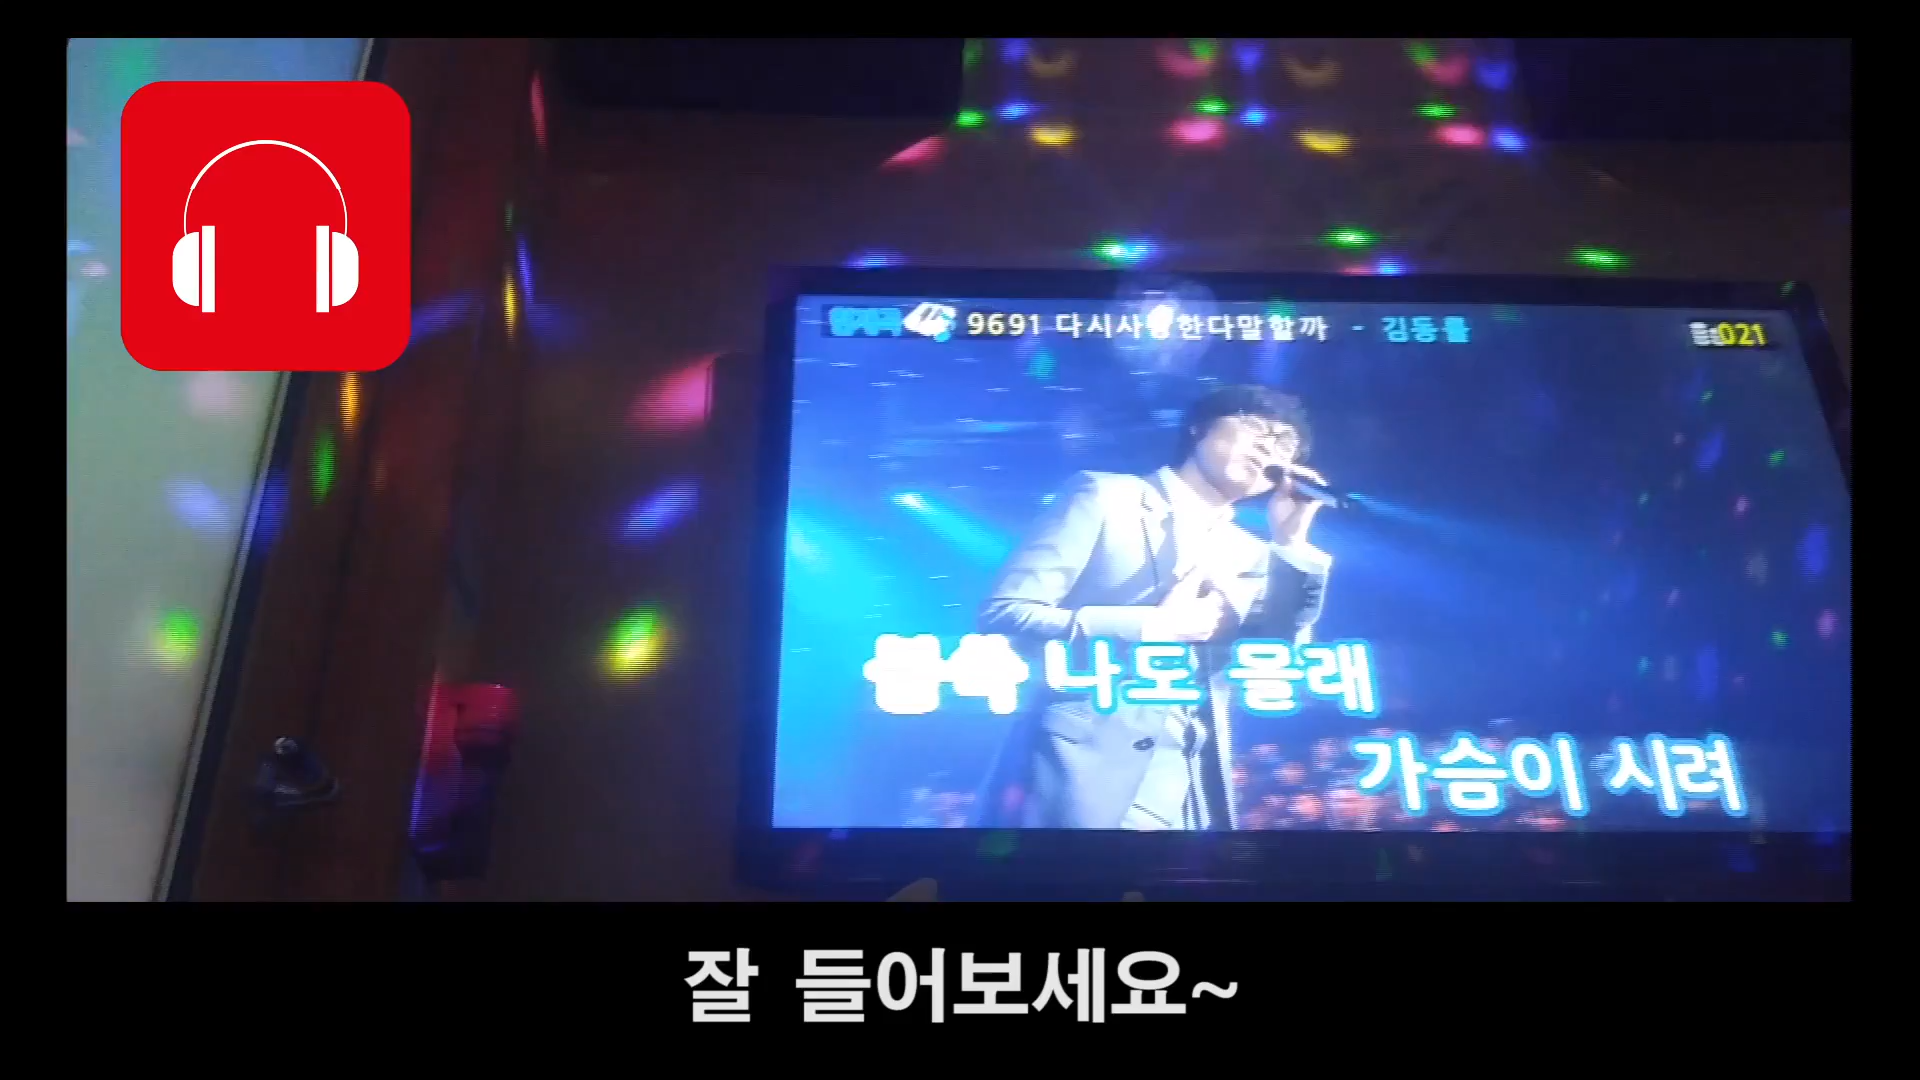 9691 다시사랑한다말할까 - 김동률
021
나도 몰래
가슴이 시려
잘 들어보세요~